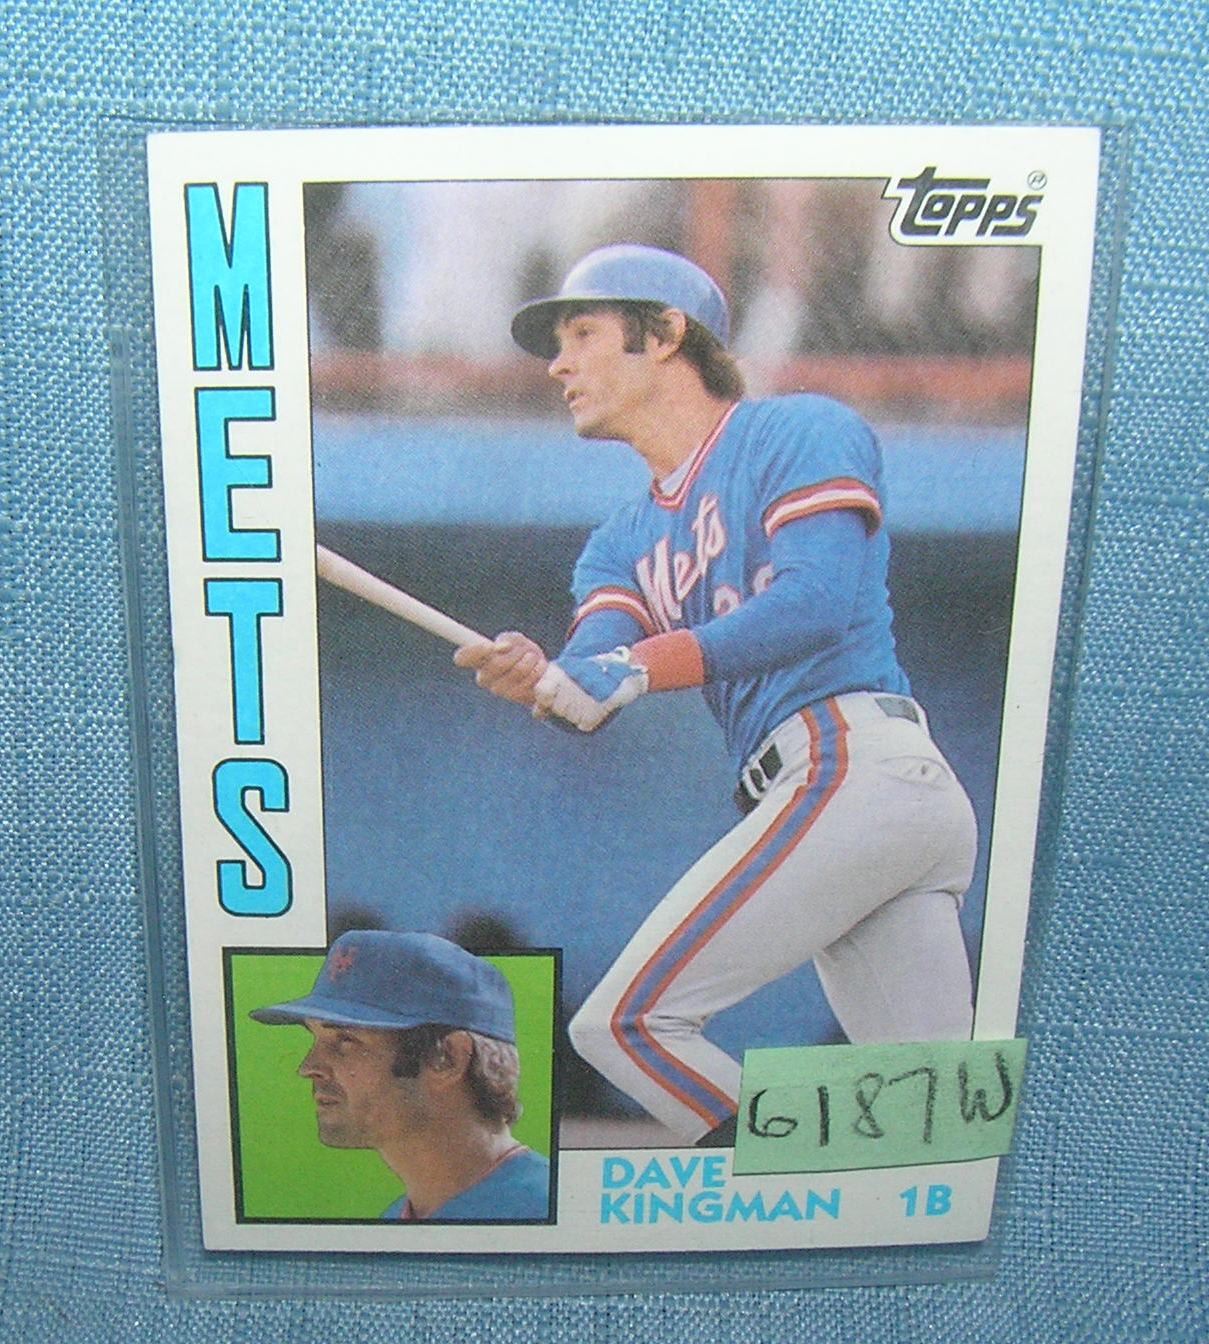 METS
topps®
Mets
6187W
DAVE
KINGMAN 1B